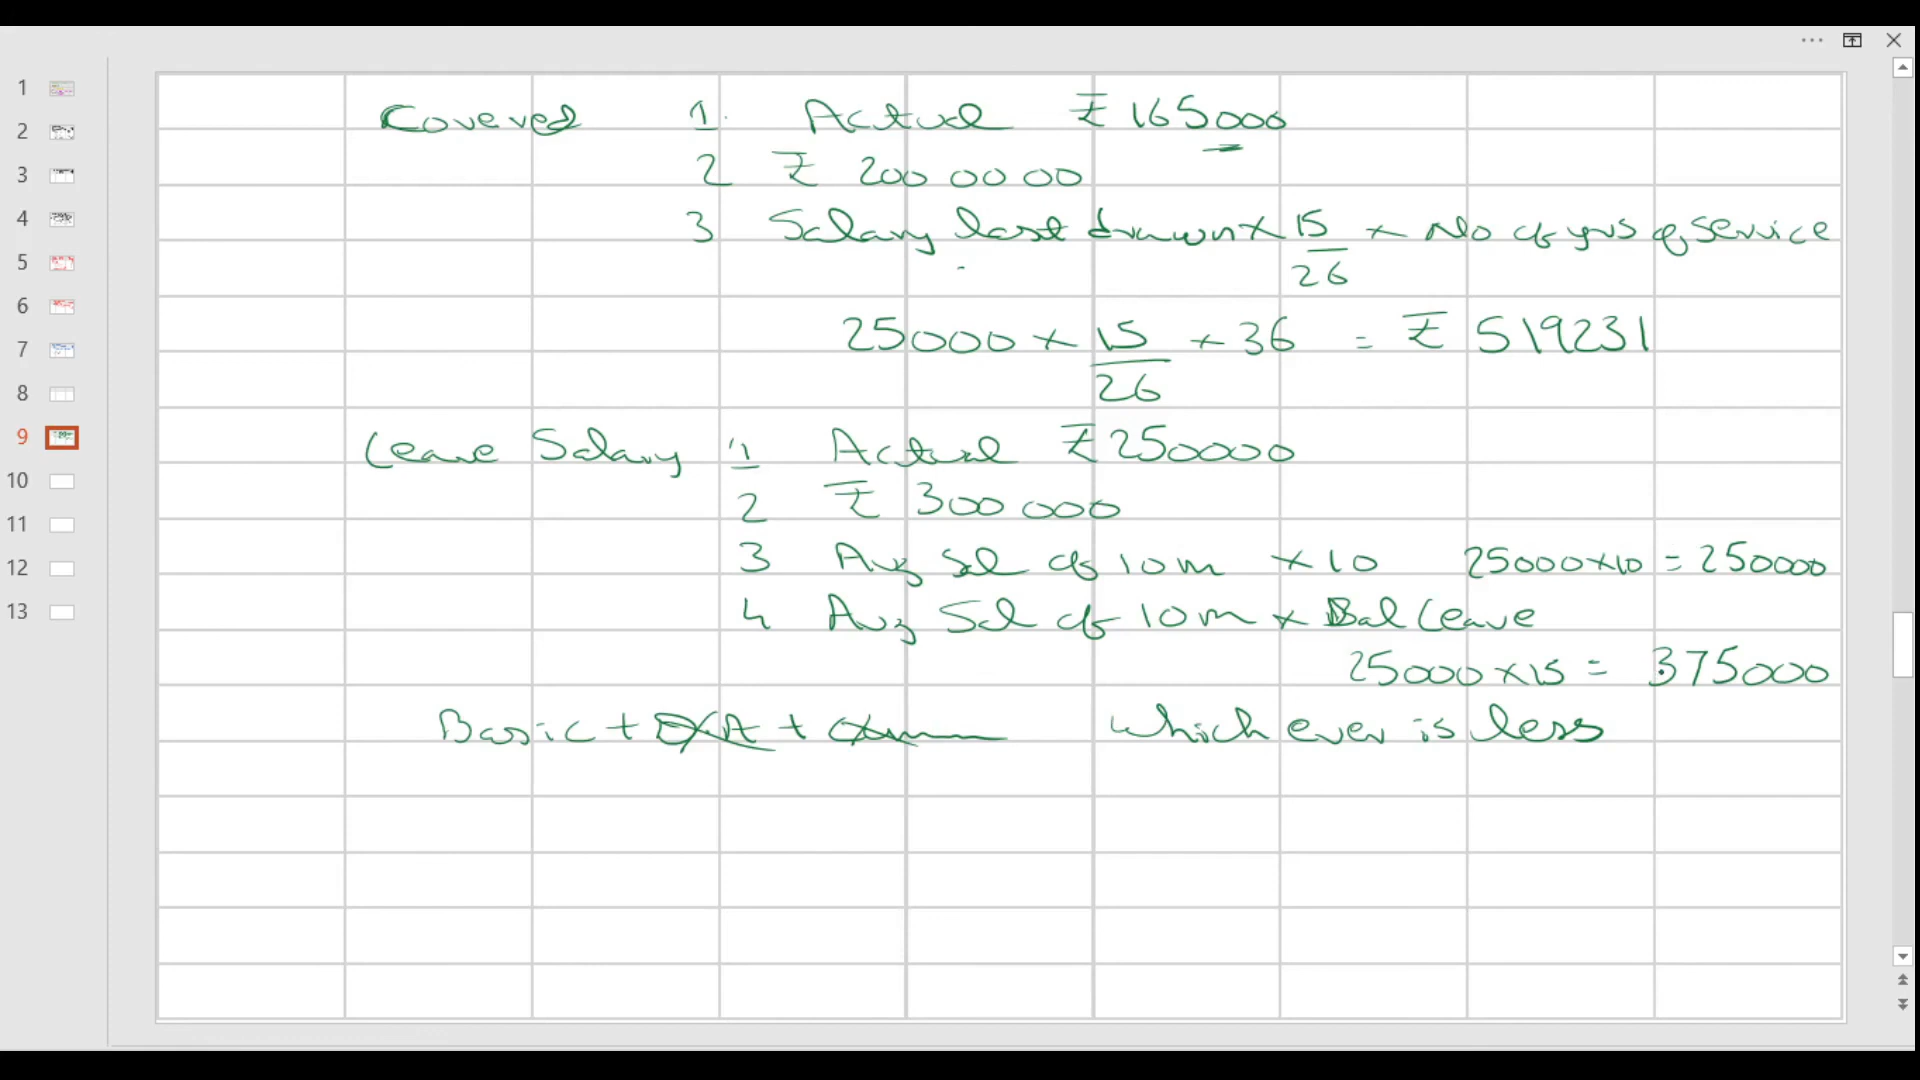 1
2
3
4
5
6
7
8
9
10
11
12
13
Covered 1. Actual ₹ 165000
2 ₹ 200 00 00
3 Salary last drawn x 15/26 x No of yrs of service
25000 x 15/26 x 36 = ₹ 519231
Leave Salary 1 Actual ₹ 250000
2 ₹ 300 000
3 Avg Sal of 10 m x 10 25000 x 10 = 250000
4 Avg Sal of 10 m x Bal Leave
25000 x 15 = 375000
Basic + DA + which ever is less